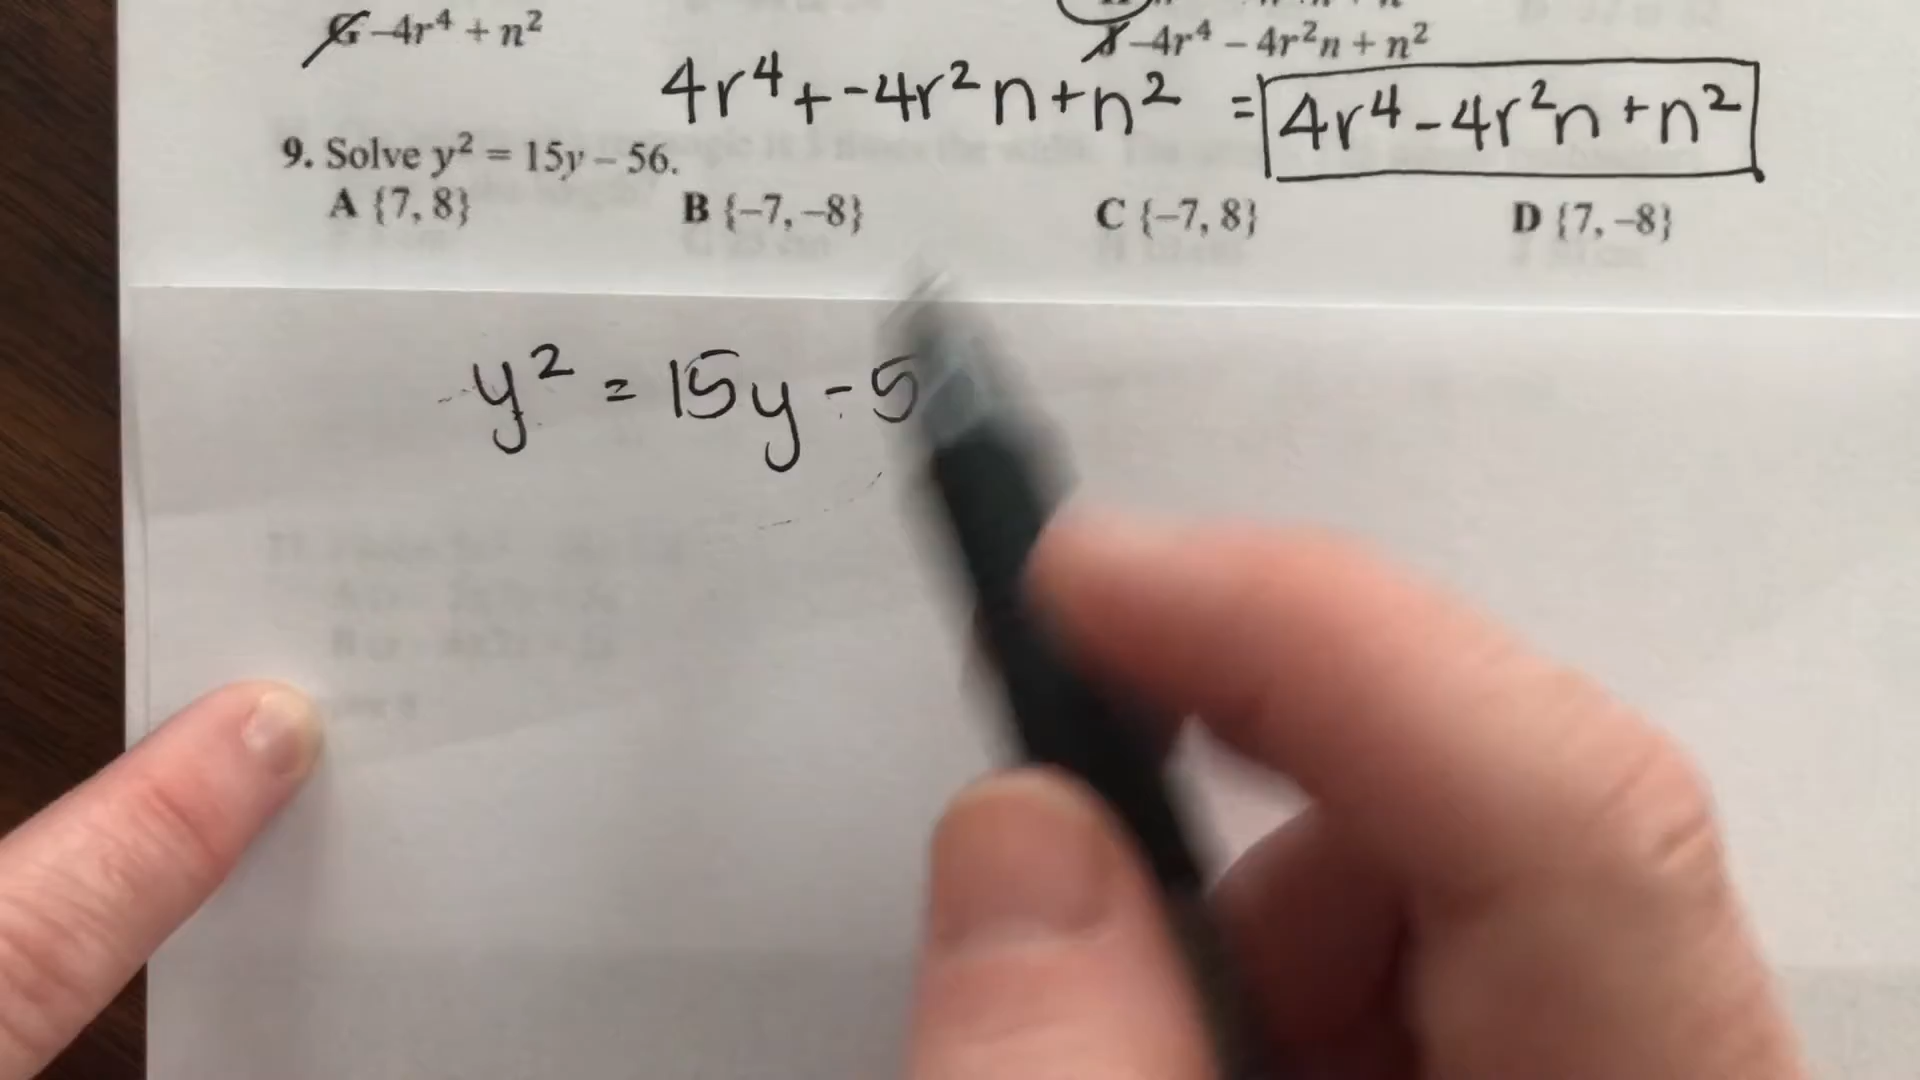 G –4r⁴ + n²
J –4r⁴ – 4r²n + n²
4r⁴ + -4r²n + n² = 4r⁴ - 4r²n + n²
9. Solve y² = 15y – 56.
A {7, 8} B {–7, –8} C {–7, 8} D {7, –8}
y² = 15y - 5